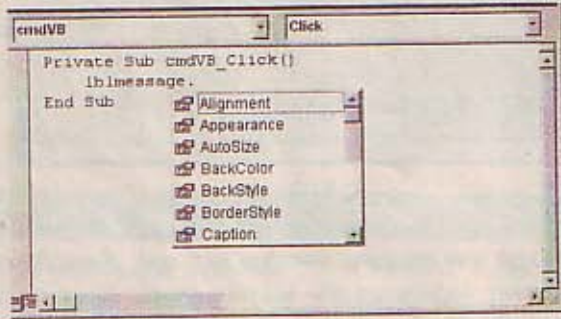 cmdVB
Click
Private Sub cmdVB_Click()
lblmessage.
End Sub
Alignment
Appearance
AutoSize
BackColor
BackStyle
BorderStyle
Caption